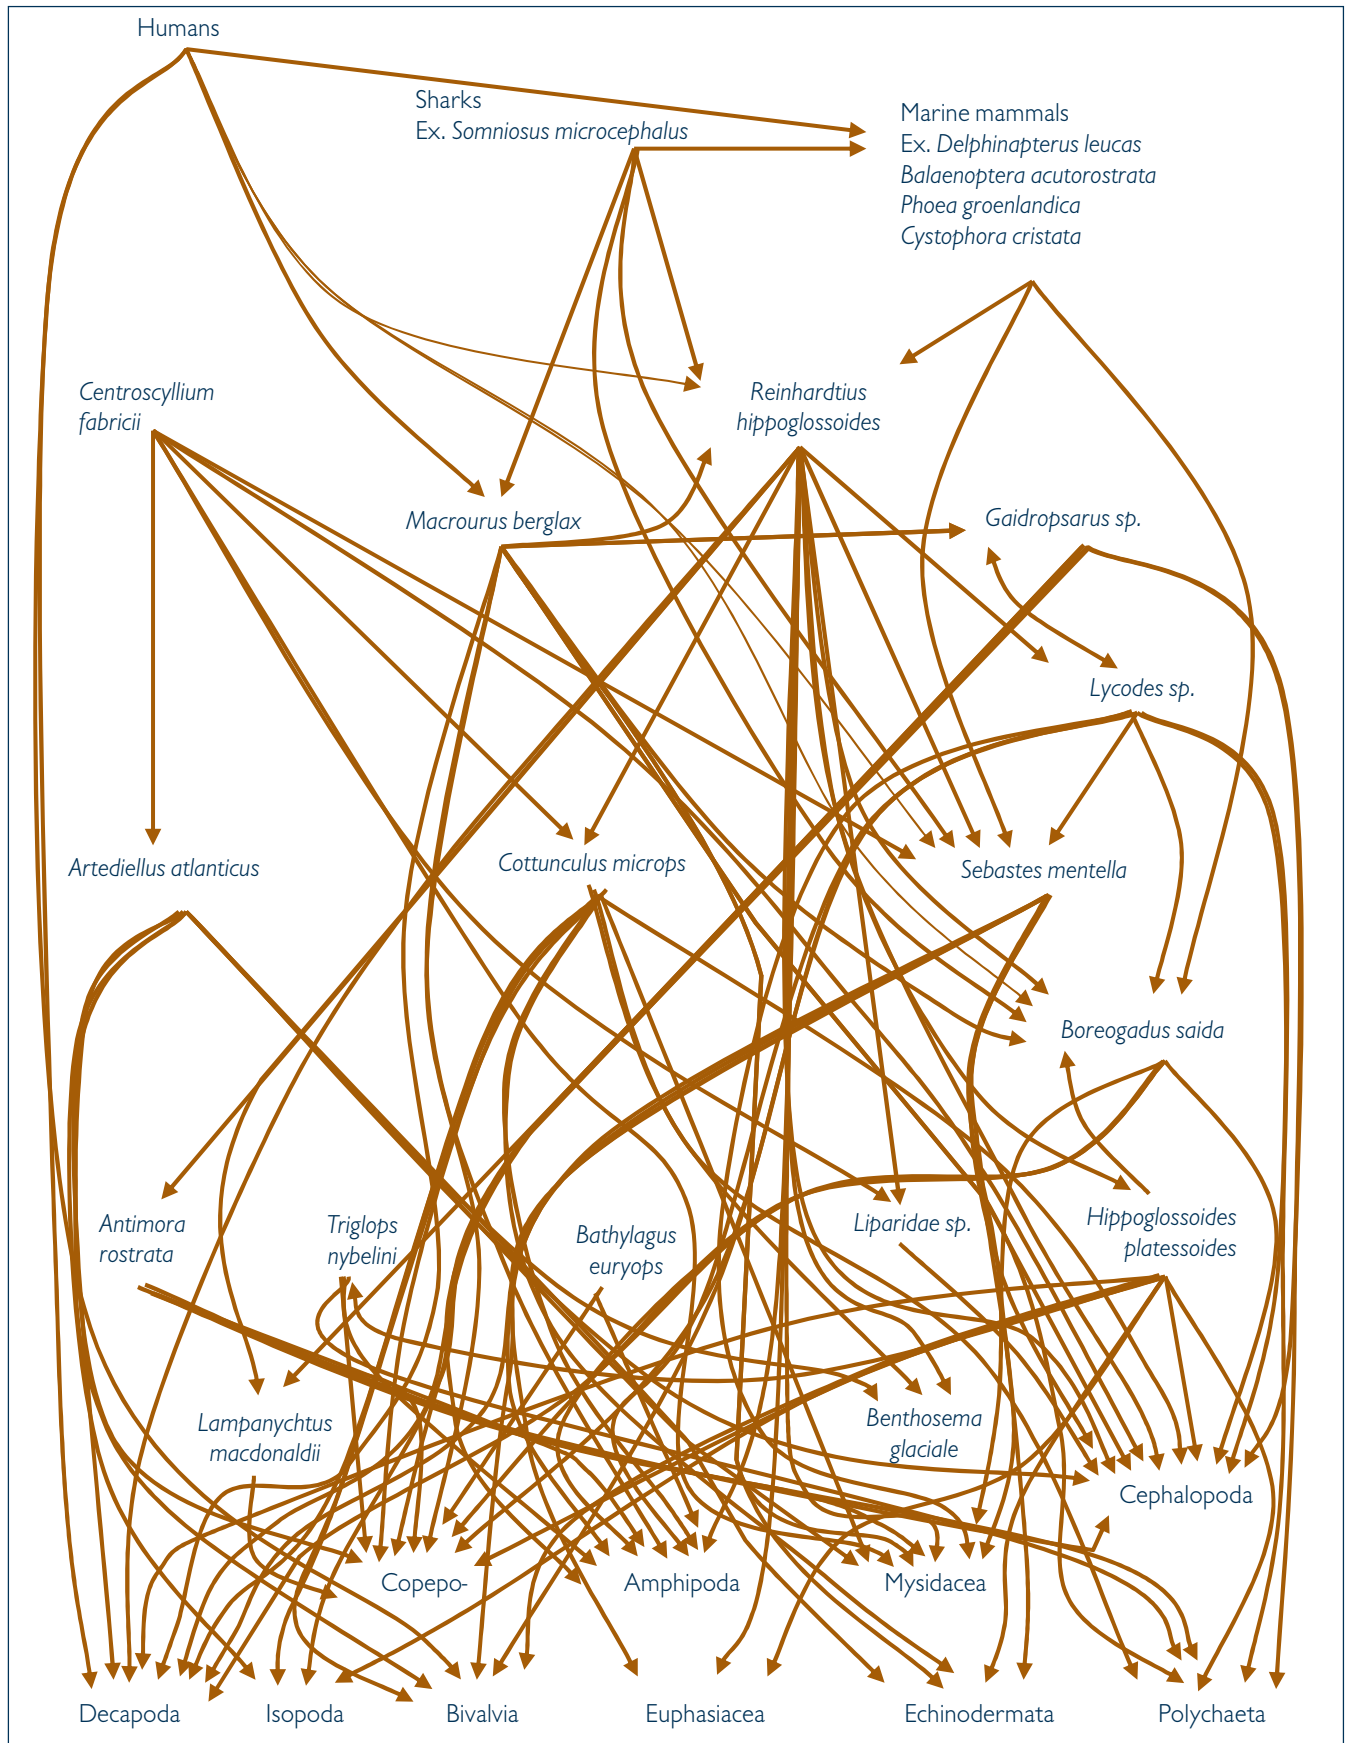 Humans
Sharks
Ex. Somniosus microcephalus
Marine mammals
Ex. Delphinapterus leucas
Balaenoptera acutorostrata
Phoea groenlandica
Cystophora cristata
Centroscyllium
fabricii
Reinhardtius
hippoglossoides
Macrourus berglax
Gaidropsarus sp.
Lycodes sp.
Artediellus atlanticus
Cottunculus microps
Sebastes mentella
Boreogadus saida
Antimora
rostrata
Triglops
nybelini
Bathylagus
euryops
Liparidae sp.
Hippoglossoides
platessoides
Lampanychtus
macdonaldii
Benthosema
glaciale
Cephalopoda
Copepo-
Amphipoda
Mysidacea
Decapoda
Isopoda
Bivalvia
Euphasiacea
Echinodermata
Polychaeta